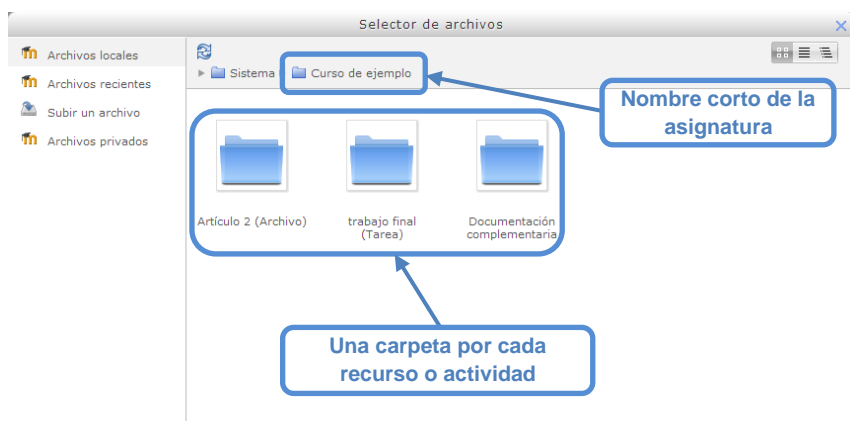 Selector de archivos
Archivos locales
Archivos recientes
Subir un archivo
Archivos privados
Sistema
Curso de ejemplo
Nombre corto de la
asignatura
Artículo 2 (Archivo)
trabajo final
(Tarea)
Documentación
complementaria
Una carpeta por cada
recurso o actividad